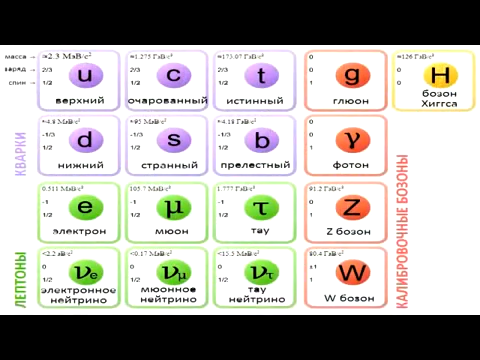 масса → ≈2.3 МэВ/c² ≈1.275 ГэВ/c² ≈173.07 ГэВ/c² 0 ≈126 ГэВ/c²
заряд → 2/3 2/3 2/3 0 0
спин → 1/2 1/2 1/2 1 0
u c t g H
верхний очарованный истинный глюон бозон Хиггса
КВАРКИ
≈4.8 МэВ/c² ≈95 МэВ/c² ≈4.18 ГэВ/c² 0
-1/3 -1/3 -1/3 0
1/2 1/2 1/2 1
d s b γ
нижний странный прелестный фотон
0.511 МэВ/c² 105.7 МэВ/c² 1.777 ГэВ/c² 91.2 ГэВ/c²
-1 -1 -1 0
1/2 1/2 1/2 1
e μ τ Z
электрон мюон тау Z бозон
ЛЕПТОНЫ
<2.2 эВ/c² <0.17 МэВ/c² <15.5 МэВ/c² 80.4 ГэВ/c²
0 0 0 ±1
1/2 1/2 1/2 1
νe νμ ντ W
электронное нейтрино мюонное нейтрино тау нейтрино W бозон
КАЛИБРОВОЧНЫЕ БОЗОНЫ